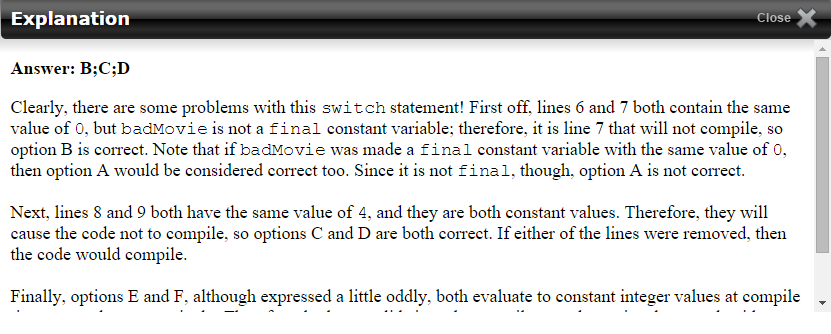 Explanation
Close
Answer: B;C;D
Clearly, there are some problems with this switch statement! First off, lines 6 and 7 both contain the same
value of 0, but badMovie is not a final constant variable; therefore, it is line 7 that will not compile, so
option B is correct. Note that if badMovie was made a final constant variable with the same value of 0,
then option A would be considered correct too. Since it is not final, though, option A is not correct.
Next, lines 8 and 9 both have the same value of 4, and they are both constant values. Therefore, they will
cause the code not to compile, so options C and D are both correct. If either of the lines were removed, then
the code would compile.
Finally, options E and F, although expressed a little oddly, both evaluate to constant integer values at compile